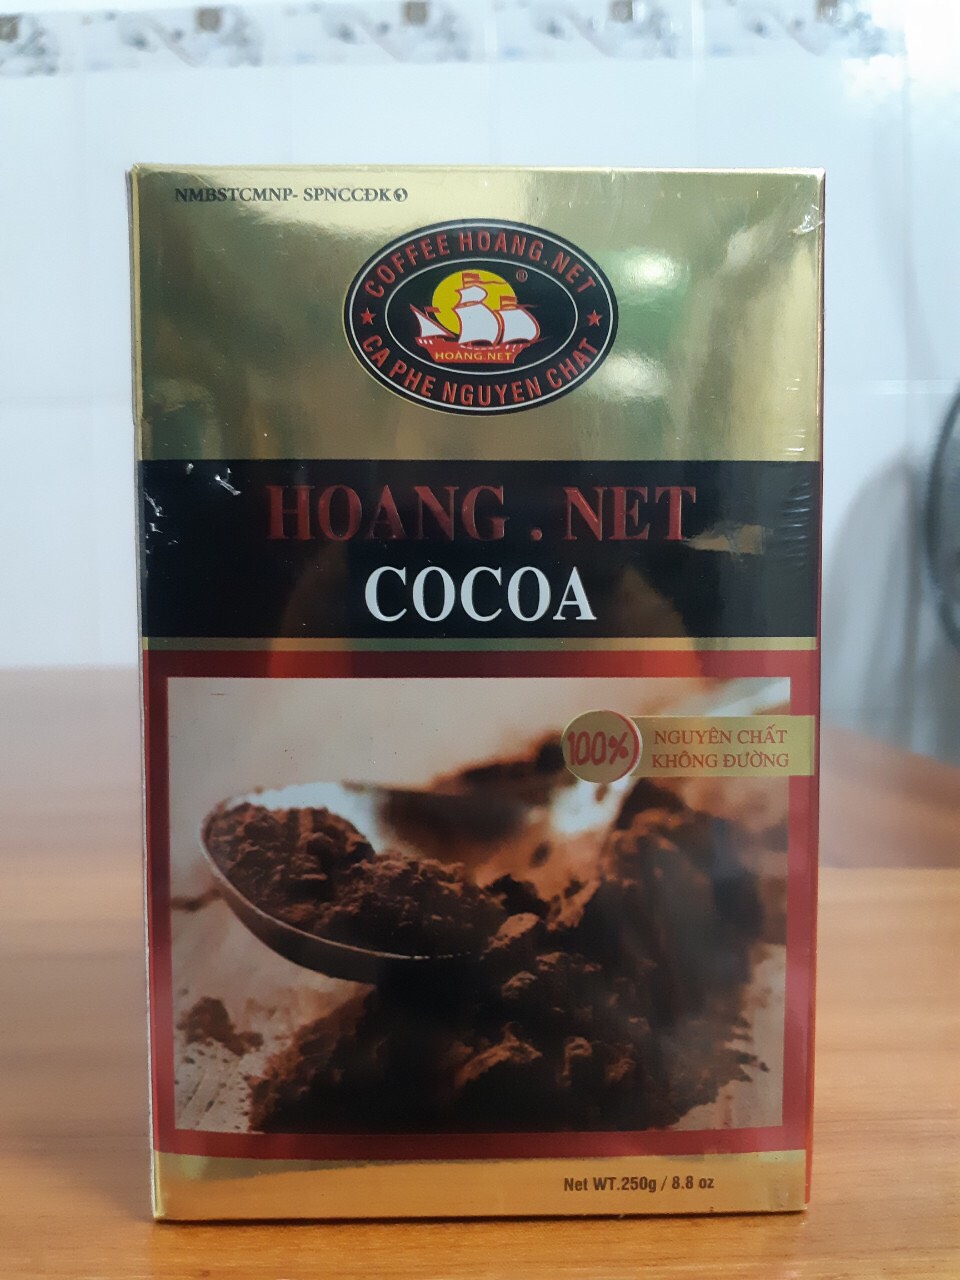 NMBSTCMNP- SPNCCĐK
COFFEE HOANG.NET
®
HOÀNG.NET
CA PHE NGUYEN CHAT
HOANG . NET
COCOA
100%
NGUYÊN CHẤT
KHÔNG ĐƯỜNG
Net WT.250g / 8.8 oz